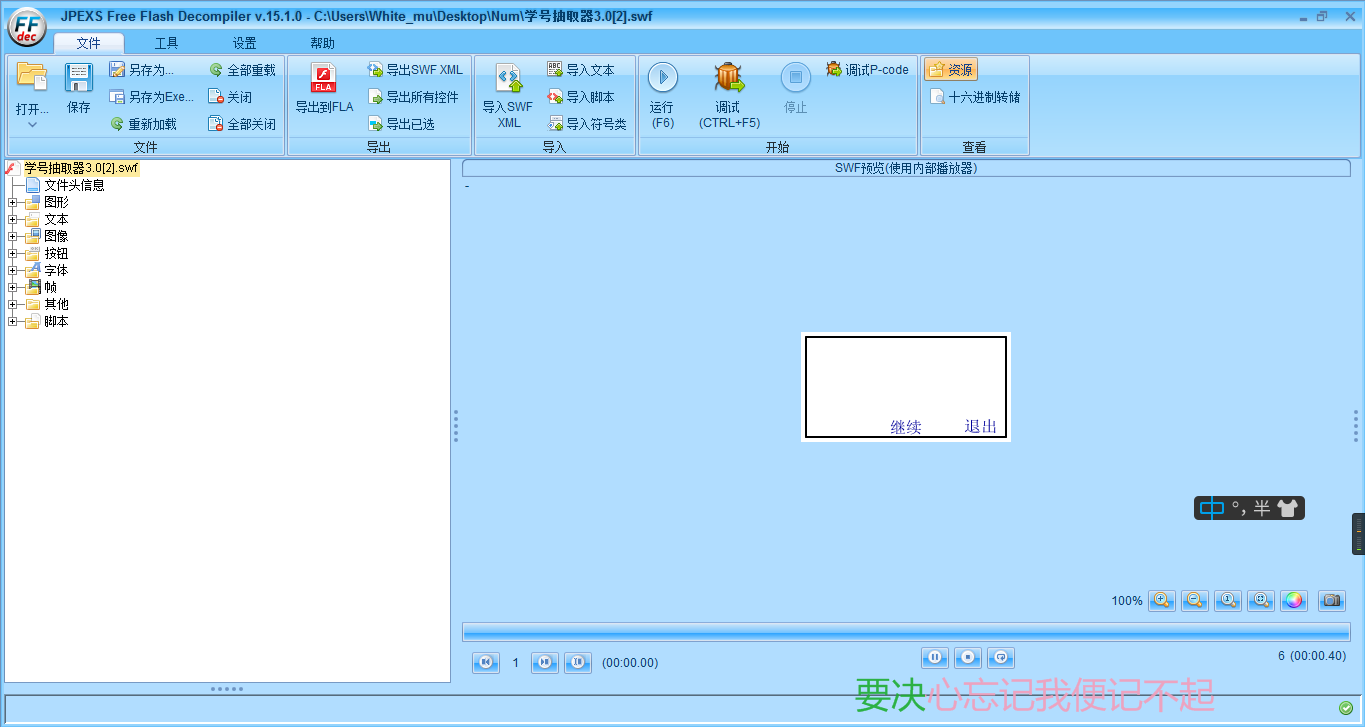 JPEXS Free Flash Decompiler v.15.1.0 - C:\Users\White_mu\Desktop\Num\学号抽取器3.0[2].swf
FF
dec
文件 工具 设置 帮助
打开...
保存
另存为...
另存为Exe...
重新加载
全部重载
关闭
全部关闭
文件
FLA
导出到FLA
导出SWF XML
导出所有控件
导出已选
导出
导入SWF
XML
导入文本
导入脚本
导入符号类
导入
运行
(F6)
调试
(CTRL+F5)
停止
调试P-code
开始
资源
十六进制转储
查看
学号抽取器3.0[2].swf
文件头信息
图形
文本
图像
按钮
字体
帧
其他
脚本
SWF预览(使用内部播放器)
-
继续 退出
中 °, 半
100%
1 (00:00.00)
6 (00:00.40)
要决心忘记我便记不起